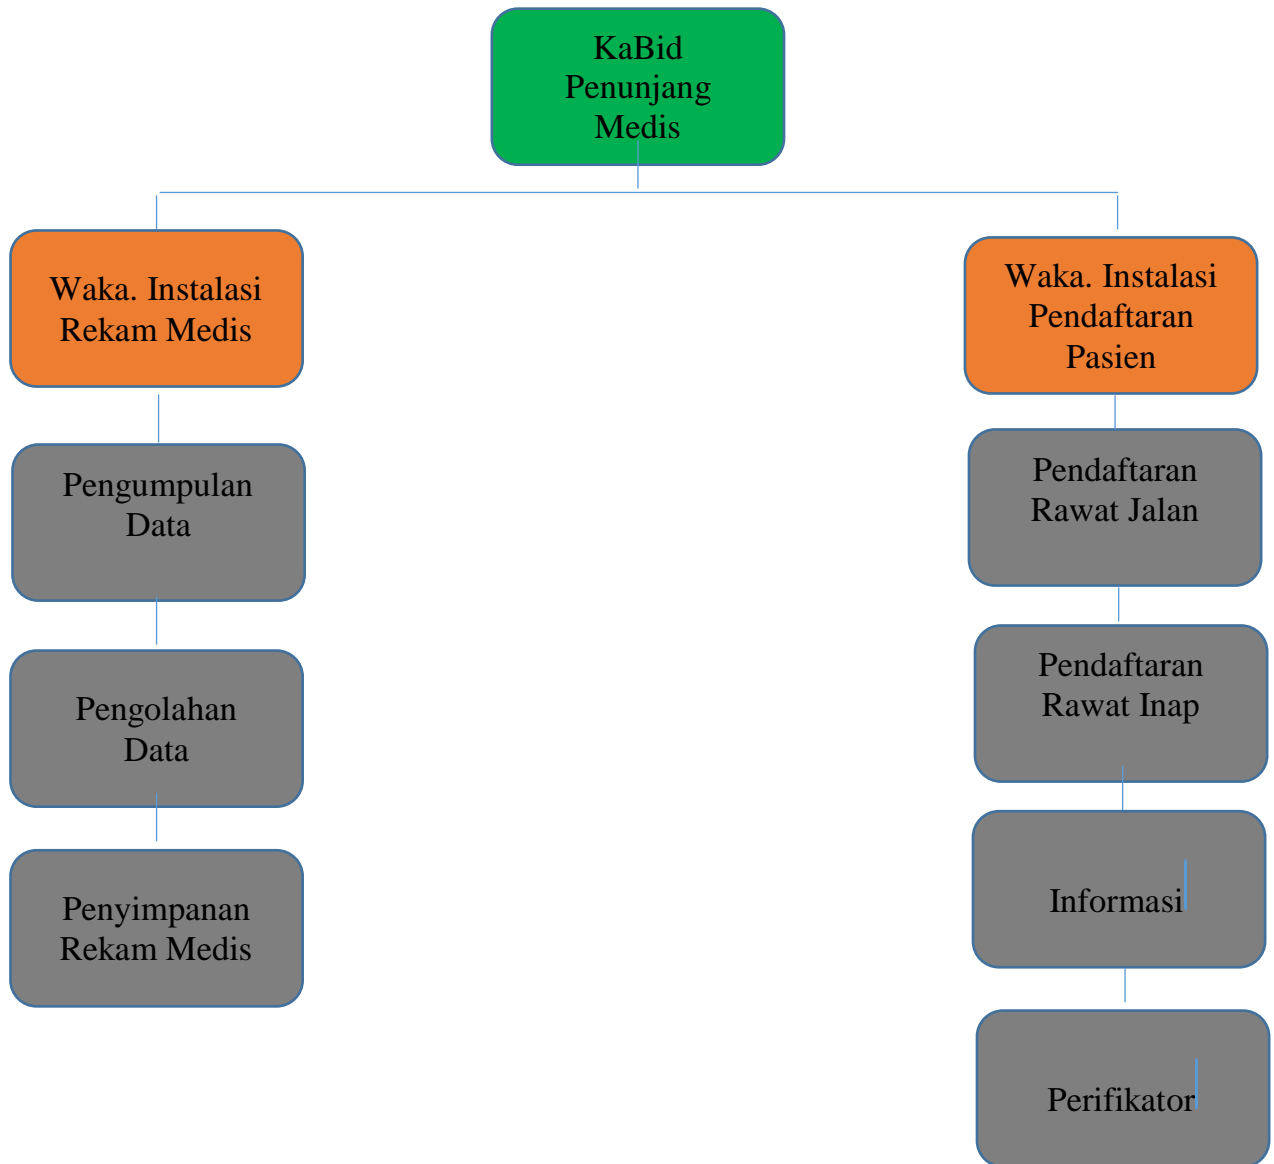 KaBid
Penunjang
Medis
Waka. Instalasi
Rekam Medis
Waka. Instalasi
Pendaftaran
Pasien
Pengumpulan
Data
Pendaftaran
Rawat Jalan
Pengolahan
Data
Pendaftaran
Rawat Inap
Penyimpanan
Rekam Medis
Informasi
Perifikator